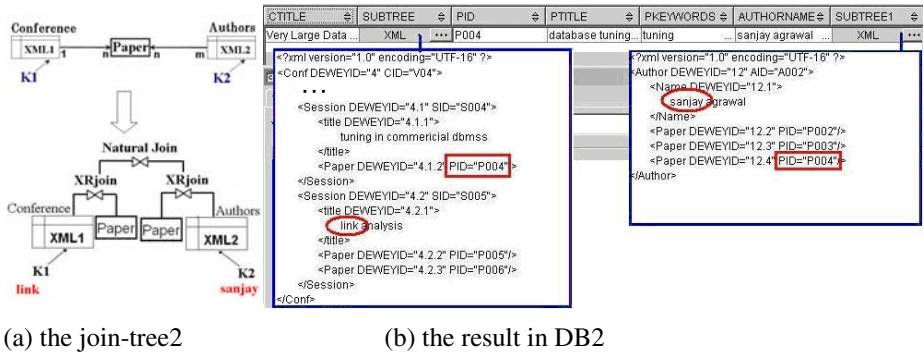 Conference
Authors
XML1
1
n
Paper
n
m
XML2
K1
K2
Natural Join
XRjoin
XRjoin
Conference
Authors
XML1
Paper
Paper
XML2
K1
K2
link
sanjay
(a) the join-tree2
CTITLE SUBTREE PID PTITLE PKEYWORDS AUTHORNAME SUBTREE1
Very Large Data ... XML ... P004 database tuning... tuning ... sanjay agrawal ... XML ...
<?xml version="1.0" encoding="UTF-16" ?>
<Conf DEWEYID="4" CID="V04">
...
<Session DEWEYID="4.1" SID="S004">
<title DEWEYID="4.1.1">
tuning in commericial dbmss
</title>
<Paper DEWEYID="4.1.2" PID="P004">
</Session>
<Session DEWEYID="4.2" SID="S005">
<title DEWEYID="4.2.1">
link analysis
</title>
<Paper DEWEYID="4.2.2" PID="P005"/>
<Paper DEWEYID="4.2.3" PID="P006"/>
</Session>
</Conf>
<?xml version="1.0" encoding="UTF-16" ?>
<Author DEWEYID="12" AID="A002">
<Name DEWEYID="12.1">
sanjay agrawal
</Name>
<Paper DEWEYID="12.2" PID="P002"/>
<Paper DEWEYID="12.3" PID="P003"/>
<Paper DEWEYID="12.4" PID="P004"/>
</Author>
(b) the result in DB2